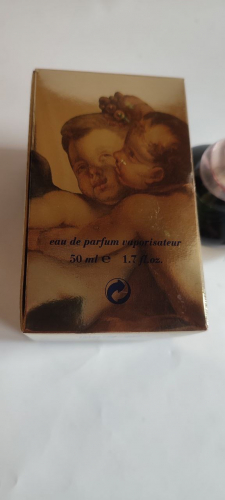 eau de parfum vaporisateur
50 ml ℮ 1.7 fl.oz.